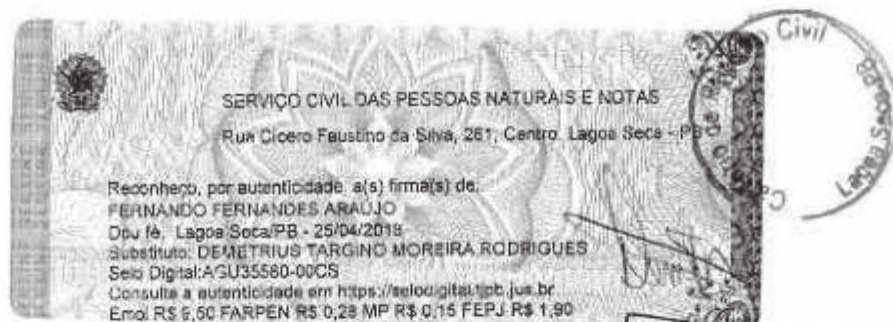 SERVIÇO CIVIL DAS PESSOAS NATURAIS E NOTAS
Rua Cicero Faustino da Silva, 261, Centro. Lagoa Seca - PB
Reconheço, por autenticidade, a(s) firma(s) de:
FERNANDO FERNANDES ARAUJO
Dou fé. Lagoa Seca/PB - 25/04/2018
Substituto: DEMETRIUS TARGINO MOREIRA RODRIGUES
Selo Digital:AGU35580-00CS
Consulte a autenticidade em https://selodigital.tjpb.jus.br
Emol R$ 9,50 FARPEN R$ 0,28 MP R$ 0,15 FEPJ R$ 1,90
Civil
Lagoa Seca-PB